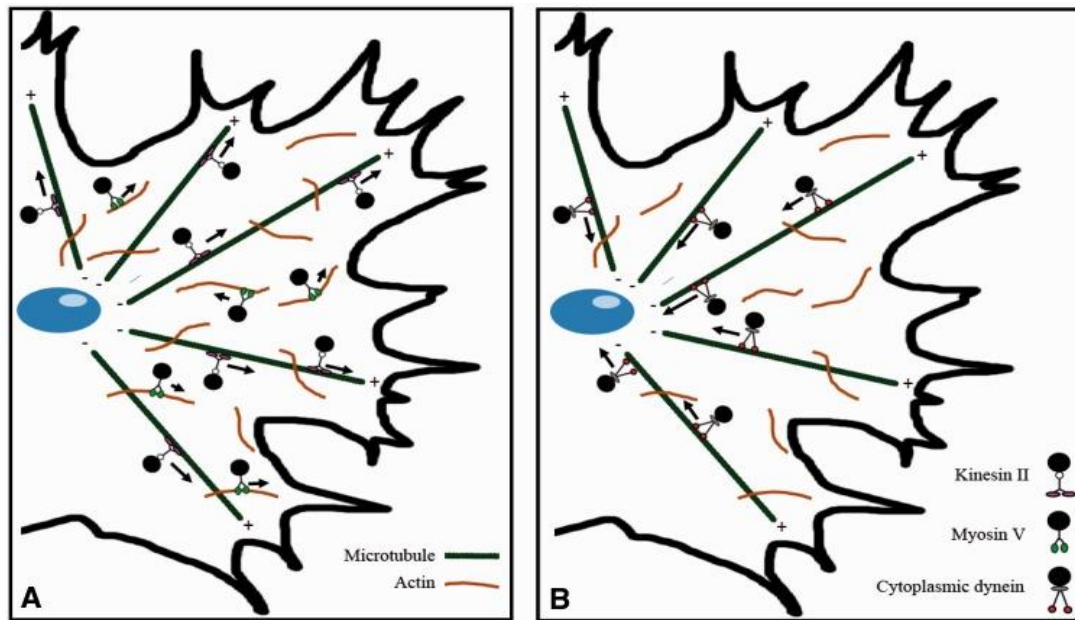 +
+
+
-
-
-
-
-
+
+
Microtubule
Actin
A
+
+
+
-
-
-
-
-
+
+
Kinesin II
Myosin V
Cytoplasmic dynein
B